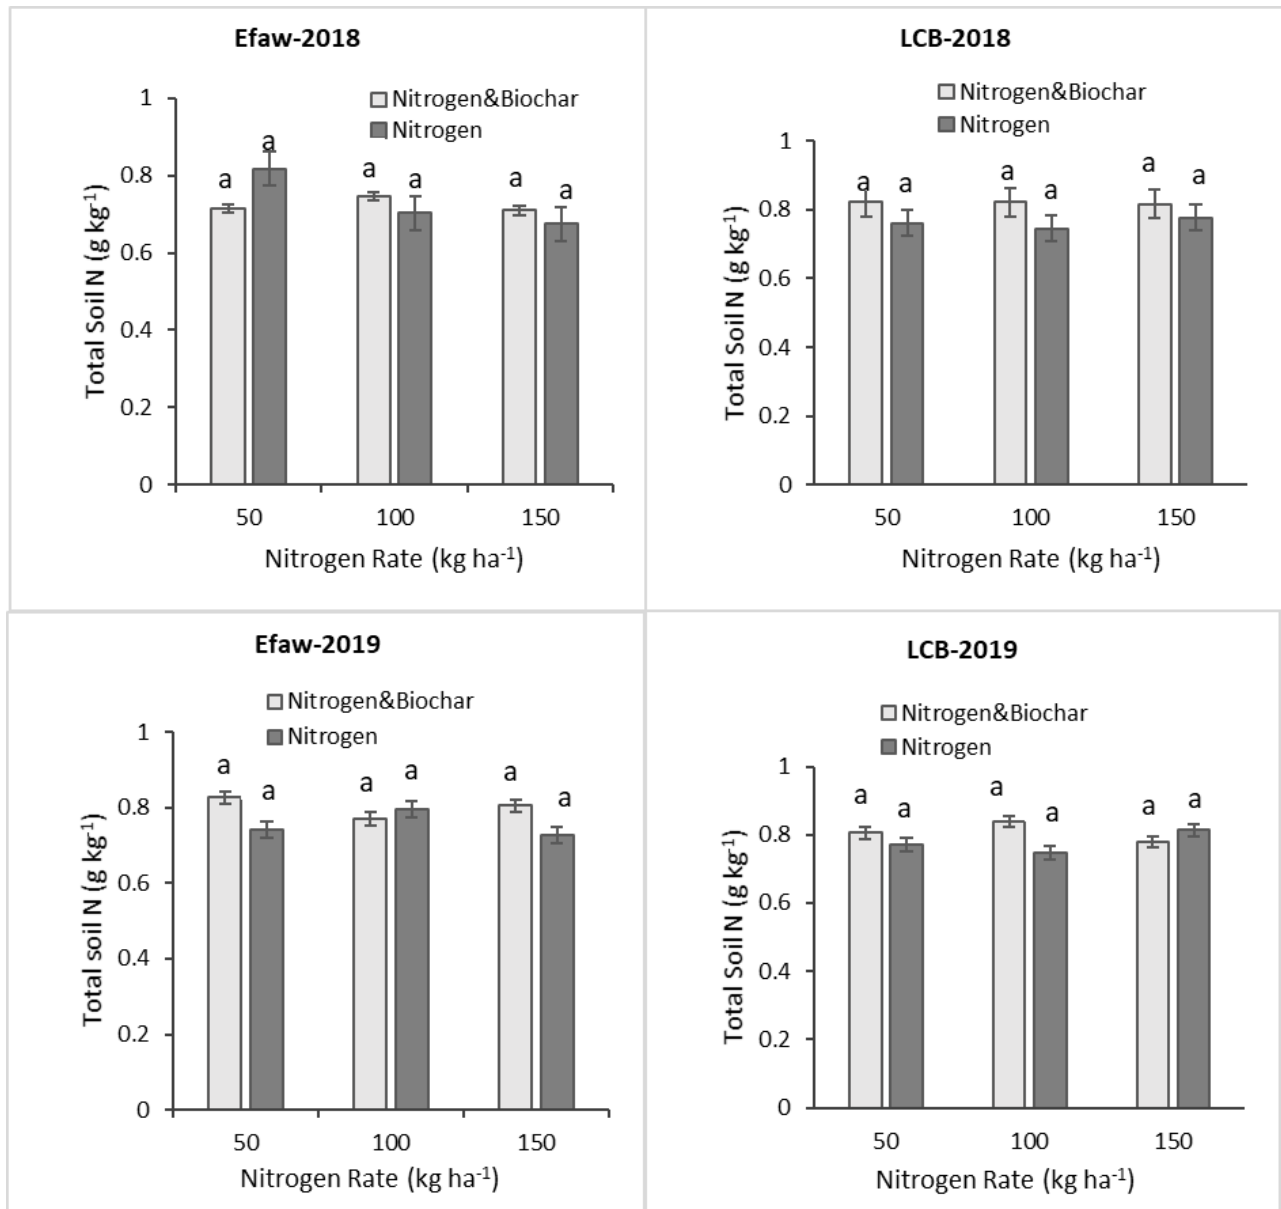 Efaw-2018
Nitrogen&Biochar
Nitrogen
1
0.8
0.6
0.4
0.2
0
Total Soil N (g kg⁻¹)
a a a a a a
50 100 150
Nitrogen Rate (kg ha⁻¹)
LCB-2018
Nitrogen&Biochar
Nitrogen
1
0.8
0.6
0.4
0.2
0
Total Soil N (g kg⁻¹)
a a a a a a
50 100 150
Nitrogen Rate (kg ha⁻¹)
Efaw-2019
Nitrogen&Biochar
Nitrogen
1
0.8
0.6
0.4
0.2
0
Total soil N (g kg⁻¹)
a a a a a a
50 100 150
Nitrogen Rate (kg ha⁻¹)
LCB-2019
Nitrogen&Biochar
Nitrogen
1
0.8
0.6
0.4
0.2
0
Total Soil N (g kg⁻¹)
a a a a a a
50 100 150
Nitrogen Rate (kg ha⁻¹)